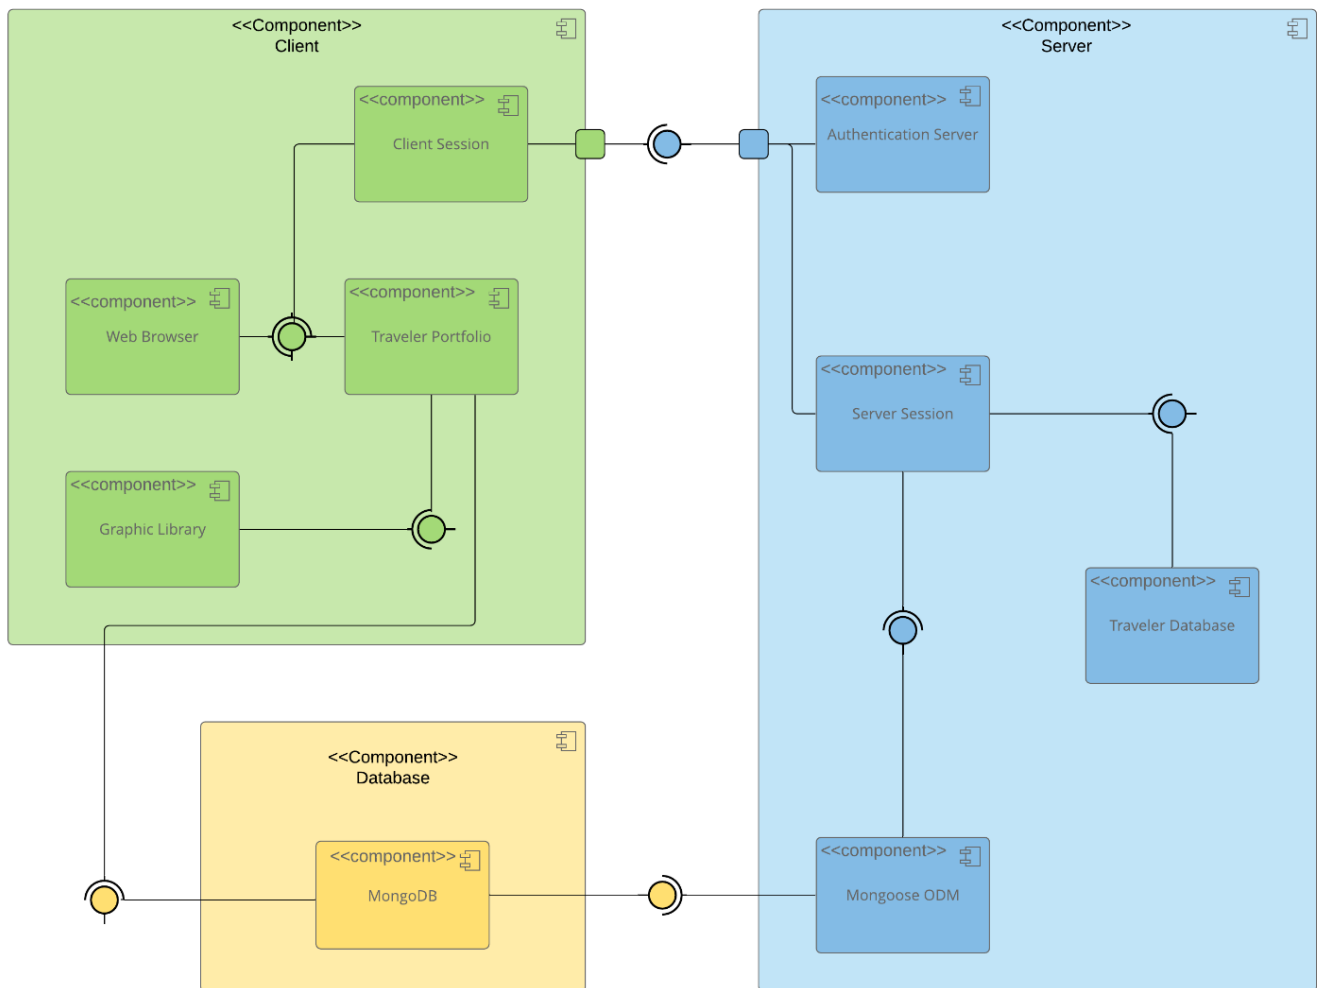 <<Component>>
Client
<<component>>
Client Session
<<component>>
Web Browser
<<component>>
Traveler Portfolio
<<component>>
Graphic Library
<<Component>>
Server
<<component>>
Authentication Server
<<component>>
Server Session
<<component>>
Traveler Database
<<component>>
Mongoose ODM
<<Component>>
Database
<<component>>
MongoDB